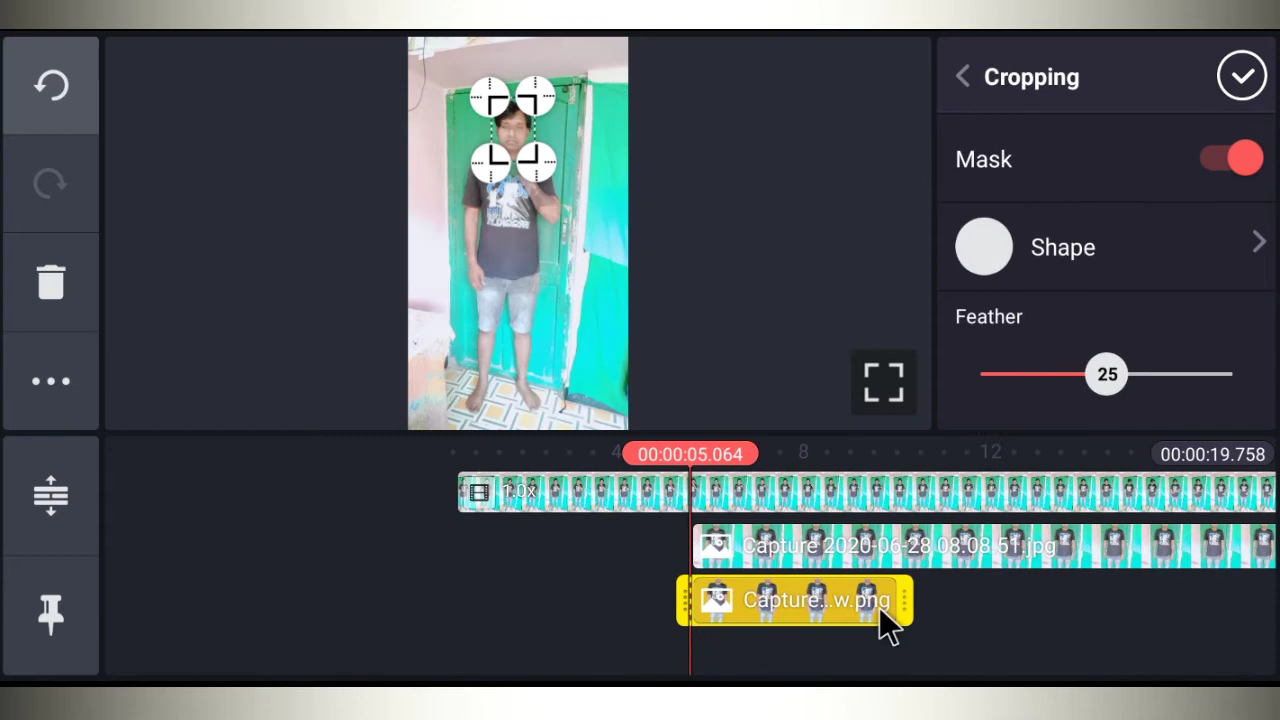 Cropping
Mask
Shape
Feather
25
4
00:00:05.064
8
12
00:00:19.758
1.0x
Capture 2020-06-28 08.08.51.jpg
Capture...w.png